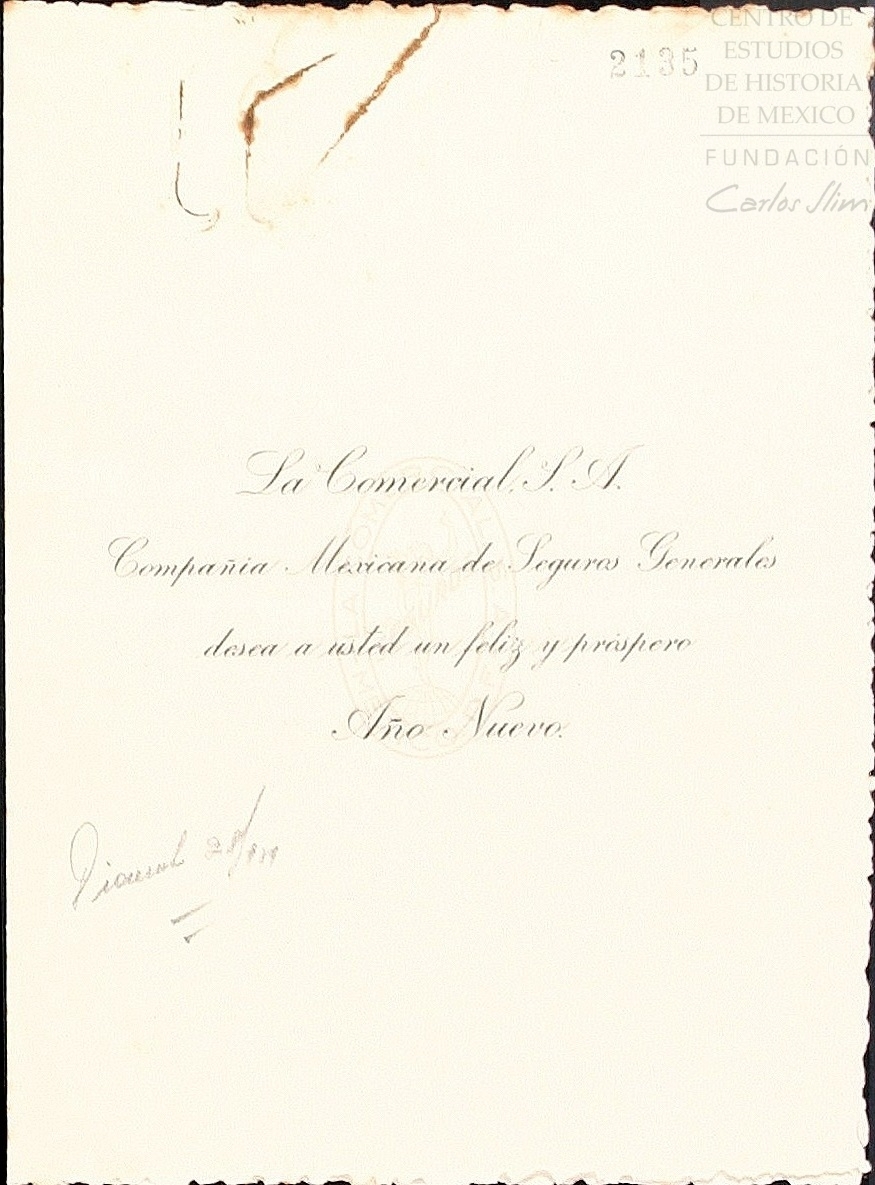 CENTRO DE
ESTUDIOS
DE HISTORIA
DE MEXICO
FUNDACIÓN
Carlos Slim
2135
La Comercial, S. A.
Compañia Mexicana de Seguros Generales
desea a usted un feliz y próspero
Año Nuevo.